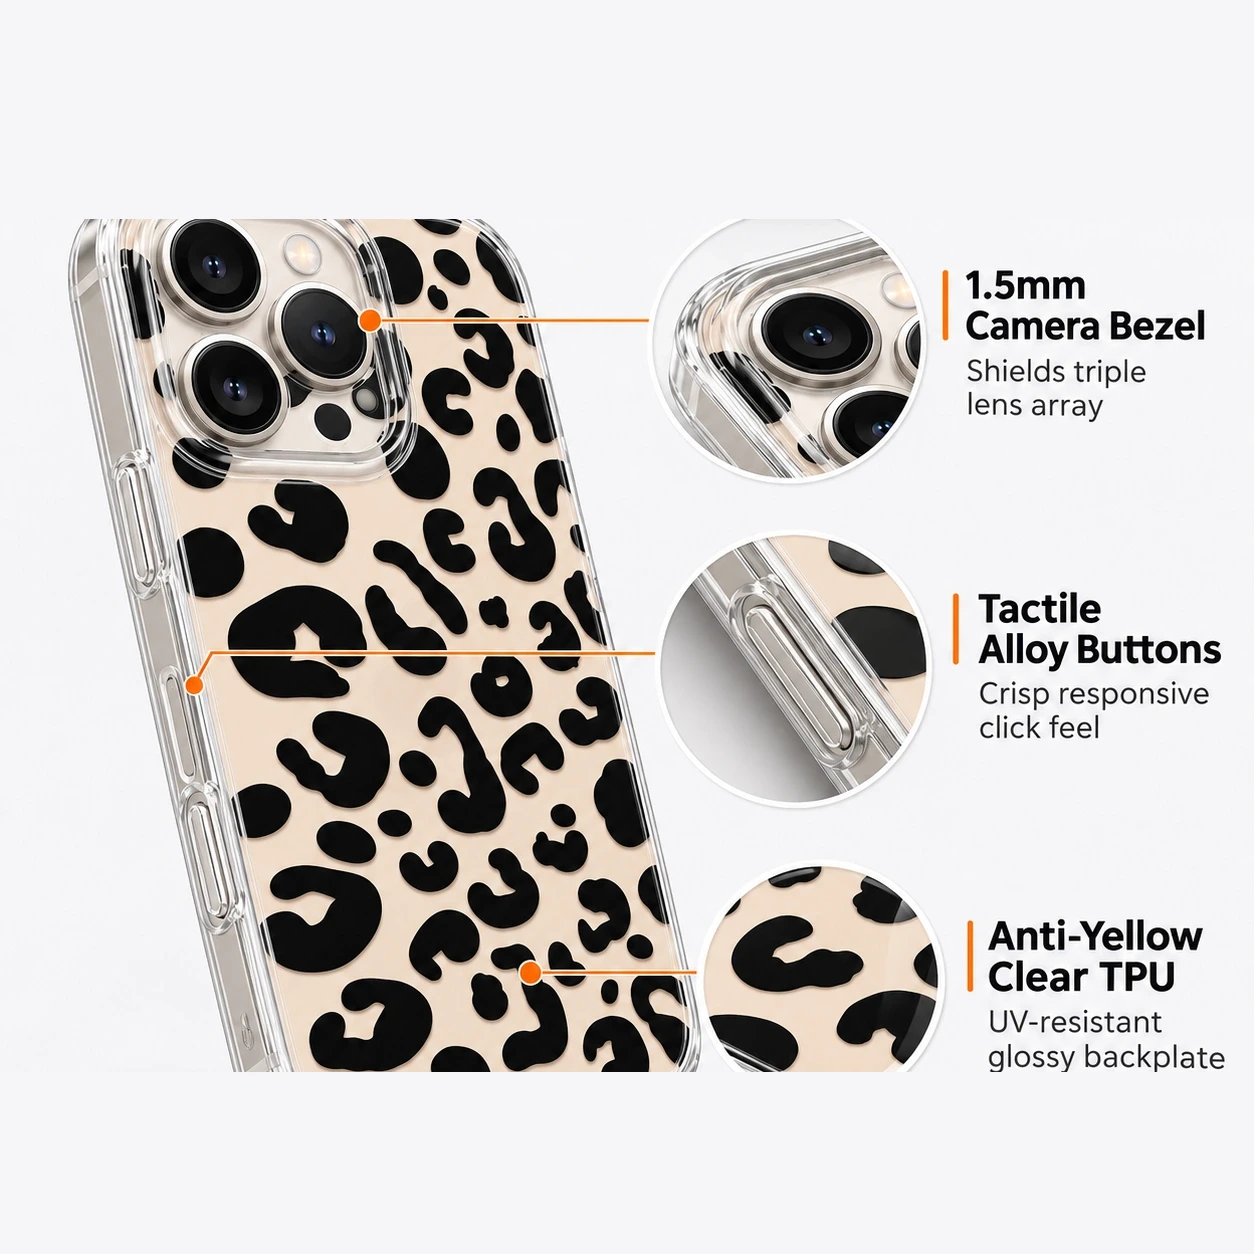 1.5mm
Camera Bezel
Shields triple
lens array
Tactile
Alloy Buttons
Crisp responsive
click feel
Anti-Yellow
Clear TPU
UV-resistant
glossy backplate